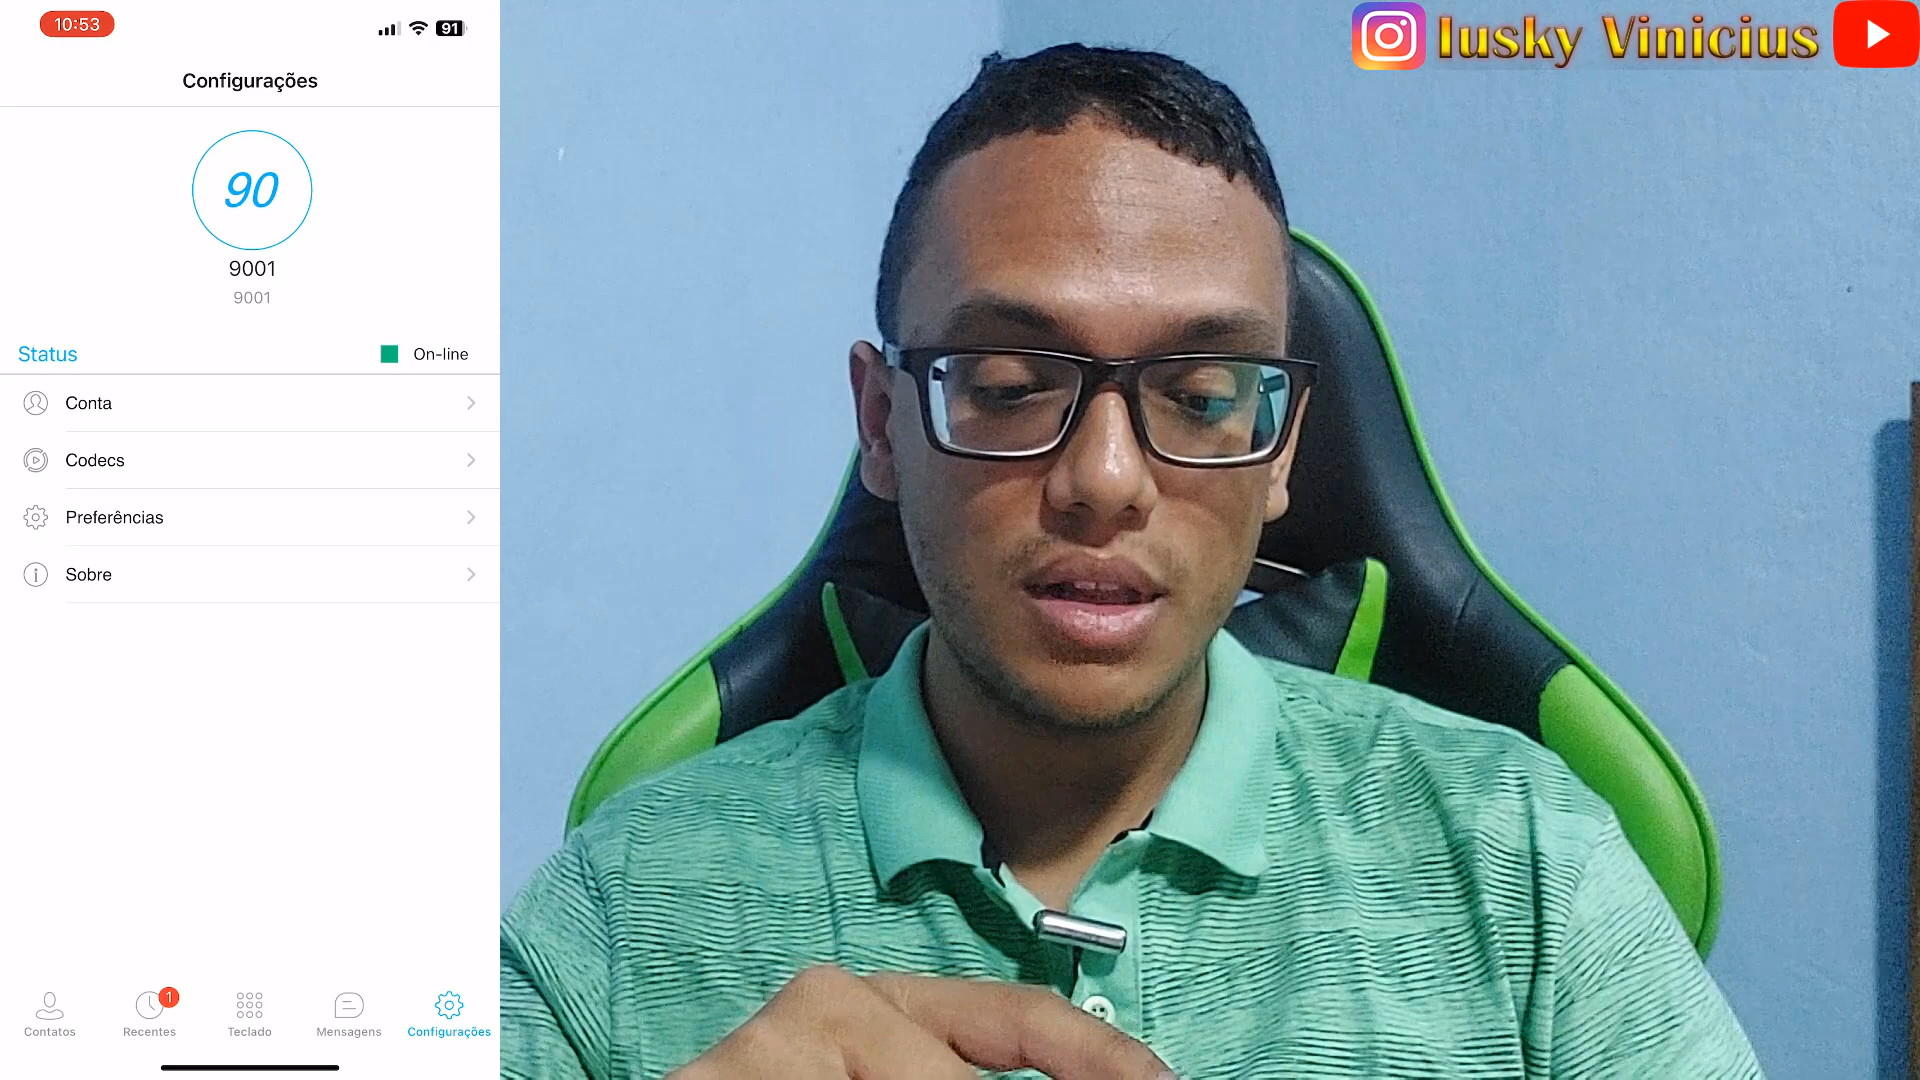 10:53
91
Configurações
90
9001
9001
Status
On-line
Conta
Codecs
Preferências
Sobre
1
Contatos
Recentes
Teclado
Mensagens
Configurações
Iusky Vinicius